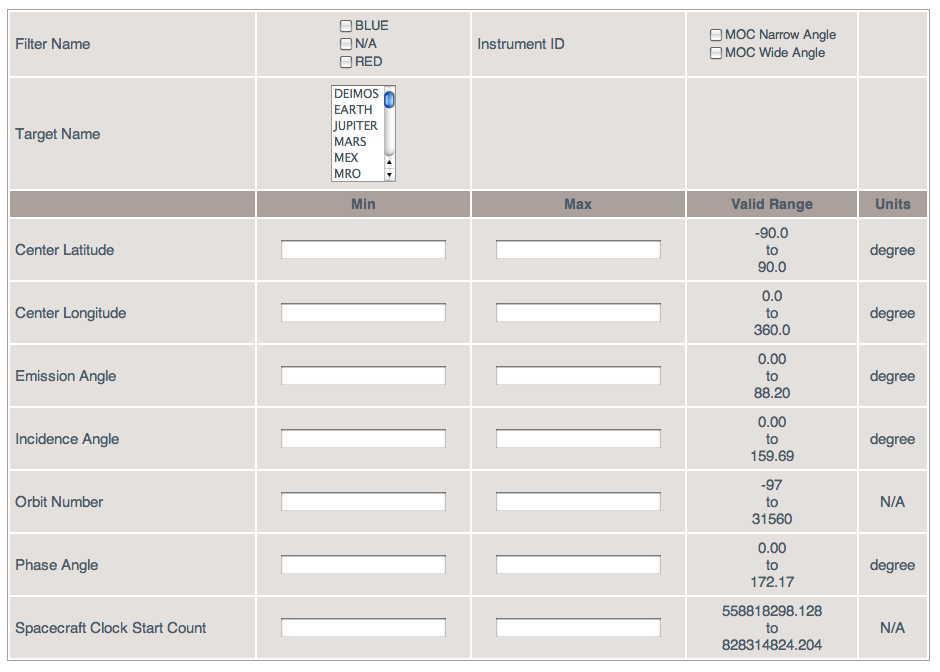 Filter Name
BLUE
N/A
RED
Instrument ID
MOC Narrow Angle
MOC Wide Angle
Target Name
DEIMOS
EARTH
JUPITER
MARS
MEX
MRO
Min Max Valid Range Units
Center Latitude
-90.0
to
90.0
degree
Center Longitude
0.0
to
360.0
degree
Emission Angle
0.00
to
88.20
degree
Incidence Angle
0.00
to
159.69
degree
Orbit Number
-97
to
31560
N/A
Phase Angle
0.00
to
172.17
degree
Spacecraft Clock Start Count
558818298.128
to
828314824.204
N/A